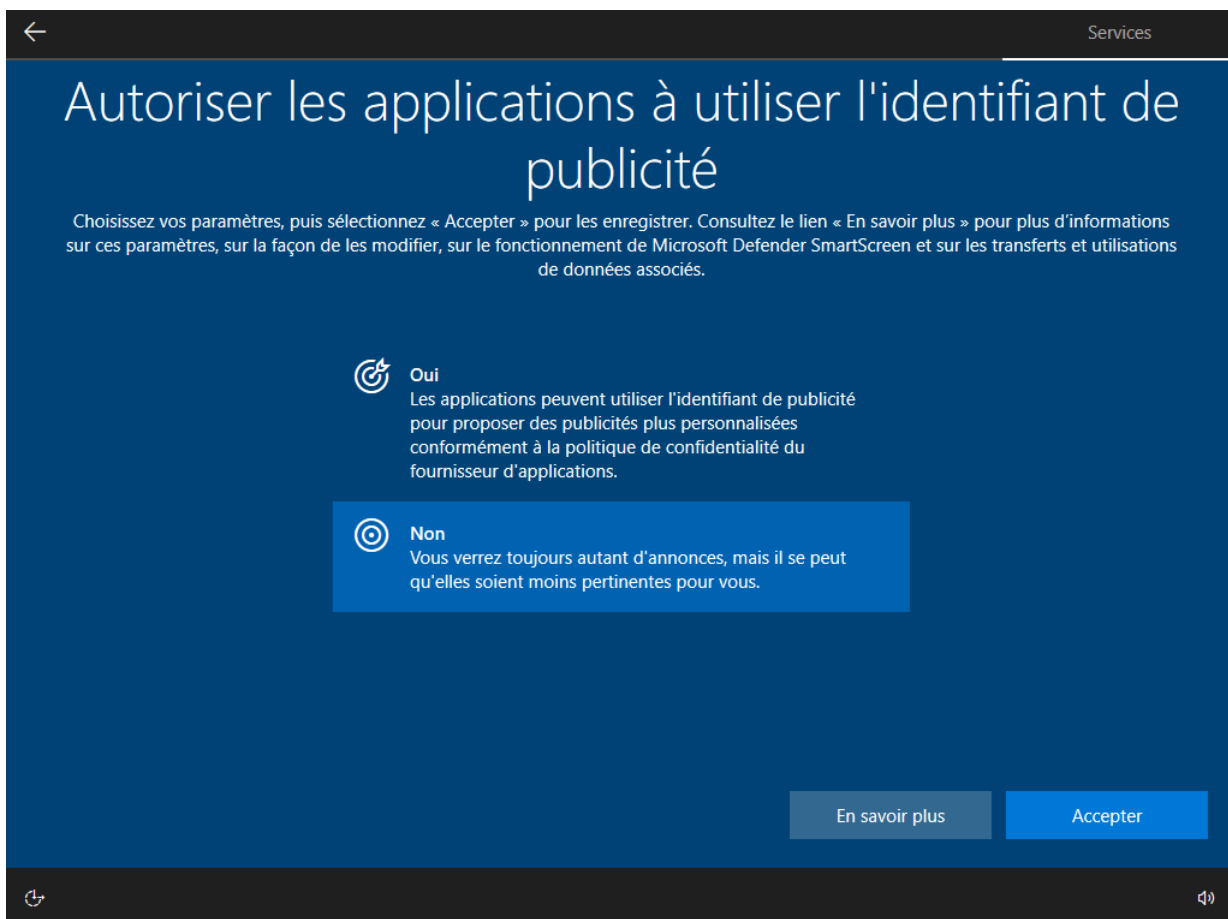 Services
Autoriser les applications à utiliser l'identifiant de
publicité
Choisissez vos paramètres, puis sélectionnez « Accepter » pour les enregistrer. Consultez le lien « En savoir plus » pour plus d’informations
sur ces paramètres, sur la façon de les modifier, sur le fonctionnement de Microsoft Defender SmartScreen et sur les transferts et utilisations
de données associés.
Oui
Les applications peuvent utiliser l'identifiant de publicité
pour proposer des publicités plus personnalisées
conformément à la politique de confidentialité du
fournisseur d'applications.
Non
Vous verrez toujours autant d'annonces, mais il se peut
qu'elles soient moins pertinentes pour vous.
En savoir plus
Accepter